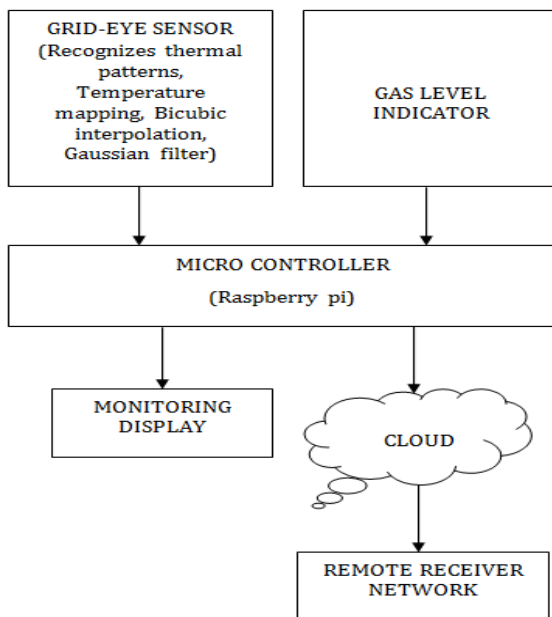 GRID-EYE SENSOR
(Recognizes thermal
patterns,
Temperature
mapping, Bicubic
interpolation,
Gaussian filter)
GAS LEVEL
INDICATOR
MICRO CONTROLLER
(Raspberry pi)
MONITORING
DISPLAY
CLOUD
REMOTE RECEIVER
NETWORK